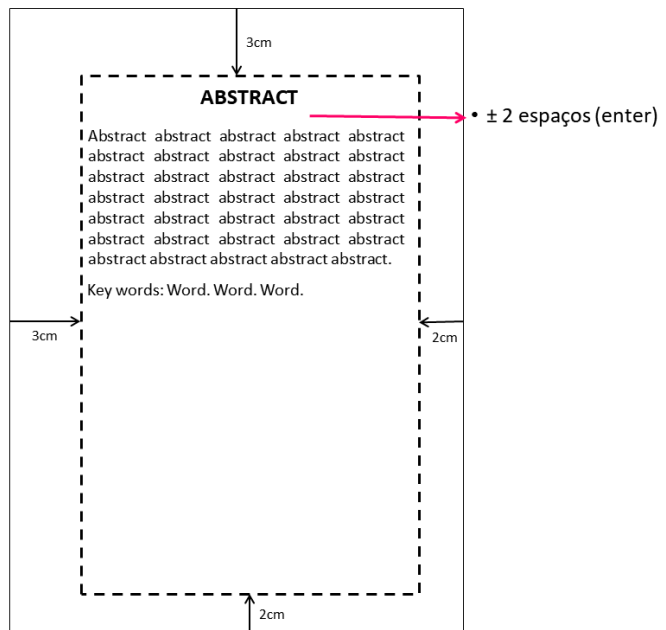 3cm
ABSTRACT
• ± 2 espaços (enter)
Abstract abstract abstract abstract abstract
abstract abstract abstract abstract abstract
abstract abstract abstract abstract abstract
abstract abstract abstract abstract abstract
abstract abstract abstract abstract abstract
abstract abstract abstract abstract abstract
abstract abstract abstract abstract abstract.
Key words: Word. Word. Word.
3cm
2cm
2cm